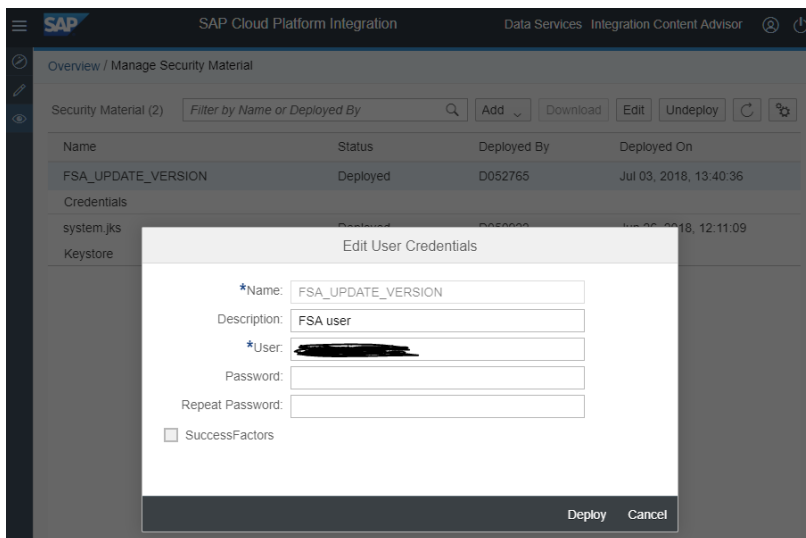 SAP SAP Cloud Platform Integration Data Services Integration Content Advisor
Overview / Manage Security Material
Security Material (2) Filter by Name or Deployed By Add Download Edit Undeploy
Name Status Deployed By Deployed On
FSA_UPDATE_VERSION Deployed D052765 Jul 03, 2018, 13:40:36
Credentials
system.jks 2018, 12:11:09
Keystore
Edit User Credentials
*Name: FSA_UPDATE_VERSION
Description: FSA user
*User:
Password:
Repeat Password:
SuccessFactors
Deploy Cancel